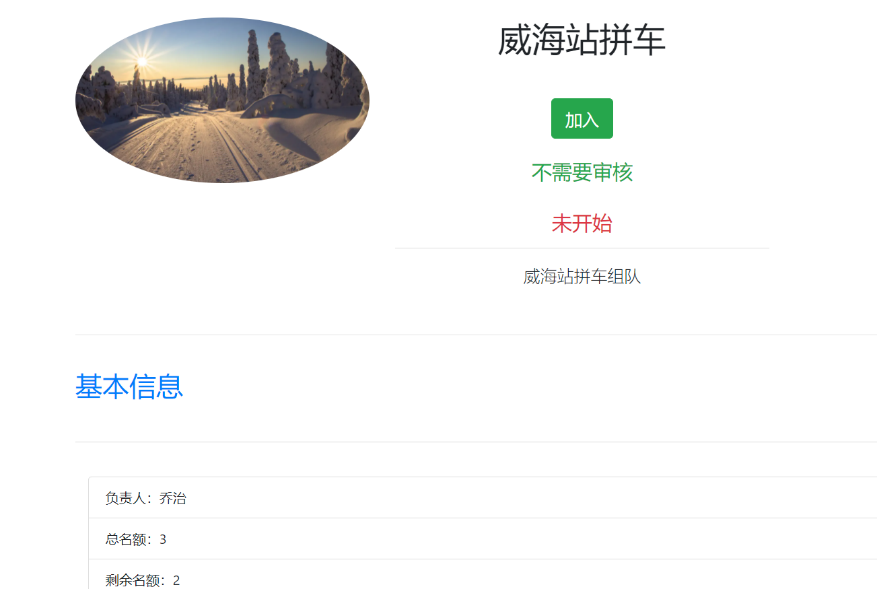 威海站拼车
加入
不需要审核
未开始
威海站拼车组队
基本信息
负责人：乔治
总名额：3
剩余名额：2